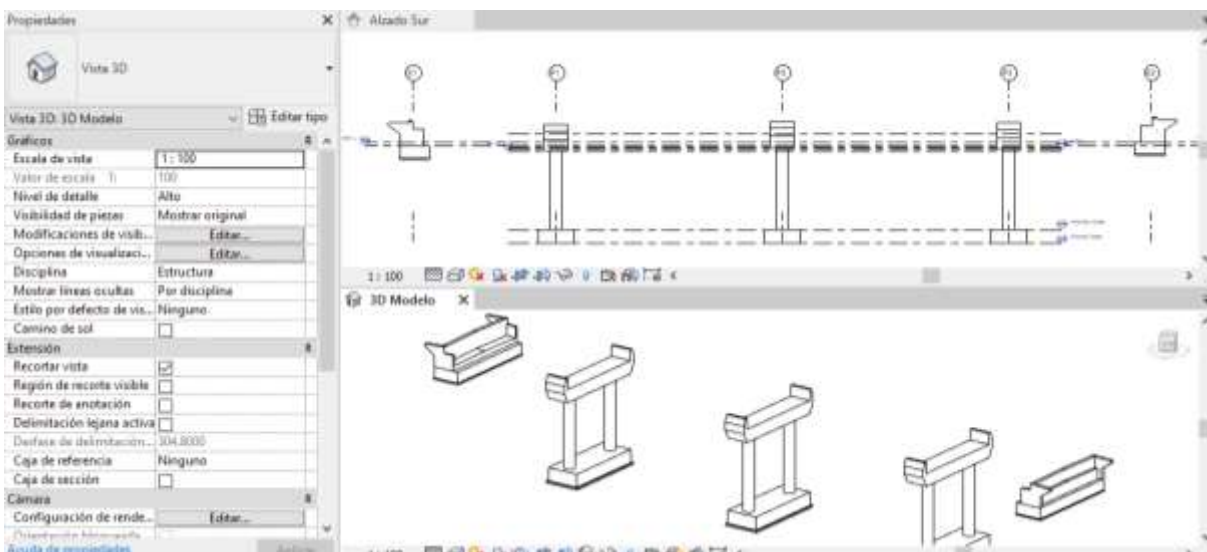 Propiedades
Vista 3D
Vista 3D: 3D Modelo
Editar tipo
Gráficos
Escala de vista 1 : 100
Valor de escala 1: 100
Nivel de detalle Alto
Visibilidad de piezas Mostrar original
Modificaciones de visib... Editar...
Opciones de visualizaci... Editar...
Disciplina Estructura
Mostrar líneas ocultas Por disciplina
Estilo por defecto de vis... Ninguno
Camino de sol
Extensión
Recortar vista
Región de recorte visible
Recorte de anotación
Delimitación lejana activa
Desfase de delimitación... 304.8000
Caja de referencia Ninguno
Caja de sección
Cámara
Configuración de rende... Editar...
Ayuda de propiedades
Aplicar
Alzado Sur
1 : 100
3D Modelo
1 : 100